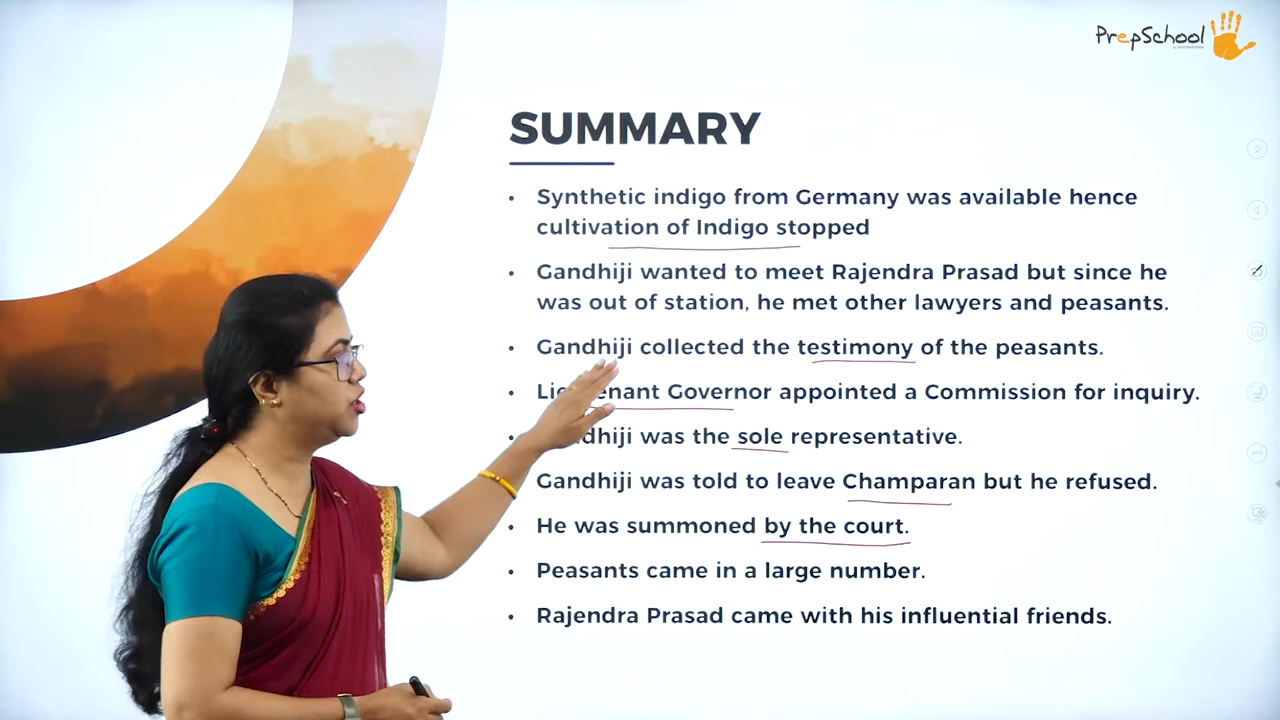 PrepSchool
SUMMARY
• Synthetic indigo from Germany was available hence
cultivation of Indigo stopped
• Gandhiji wanted to meet Rajendra Prasad but since he
was out of station, he met other lawyers and peasants.
• Gandhiji collected the testimony of the peasants.
• Governor appointed a Commission for inquiry.
• was the sole representative.
Gandhiji was told to leave Champaran but he refused.
• He was summoned by the court.
• Peasants came in a large number.
• Rajendra Prasad came with his influential friends.